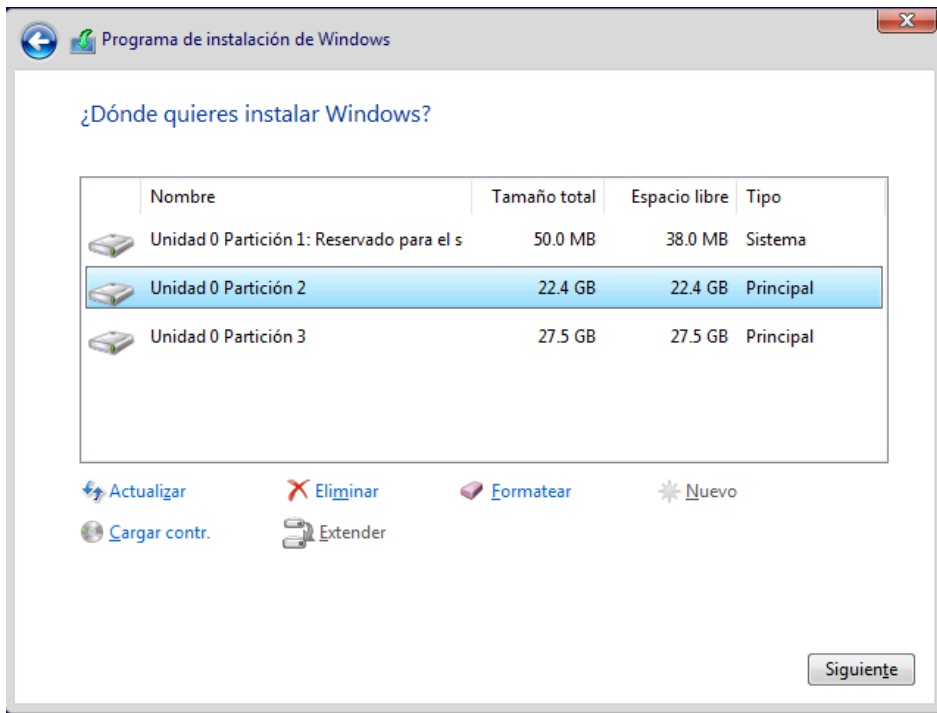 Programa de instalación de Windows
¿Dónde quieres instalar Windows?
Nombre Tamaño total Espacio libre Tipo
Unidad 0 Partición 1: Reservado para el s 50.0 MB 38.0 MB Sistema
Unidad 0 Partición 2 22.4 GB 22.4 GB Principal
Unidad 0 Partición 3 27.5 GB 27.5 GB Principal
Actualizar Eliminar Formatear Nuevo
Cargar contr. Extender
Siguiente